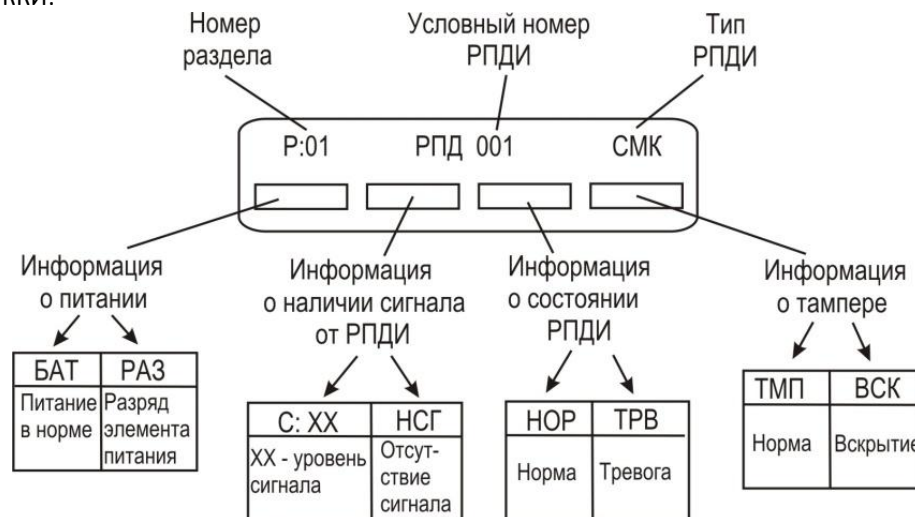 Номер
раздела
Условный номер
РПДИ
Тип
РПДИ
Р:01 РПД 001 СМК
Информация
о питании
Информация
о наличии сигнала
от РПДИ
Информация
о состоянии
РПДИ
Информация
о тампере
БАТ РАЗ
Питание
в норме
Разряд
элемента
питания
С: ХХ НСГ
ХХ - уровень
сигнала
Отсут-
ствие
сигнала
НОР ТРВ
Норма Тревога
ТМП ВСК
Норма Вскрытие